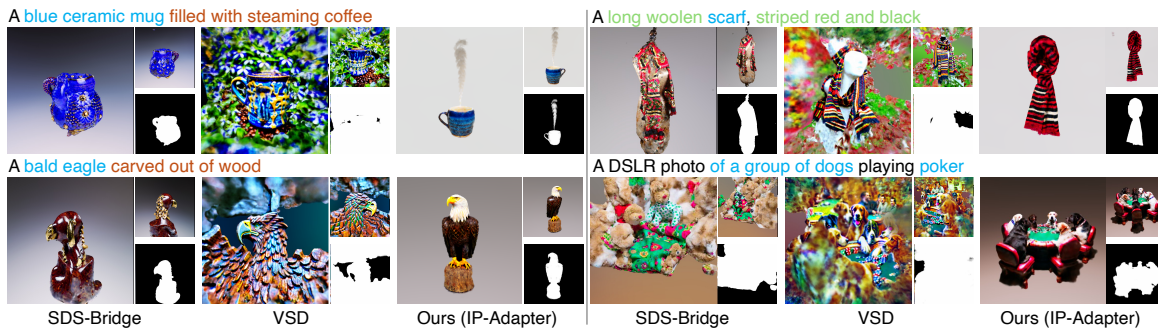 A blue ceramic mug filled with steaming coffee
A long woolen scarf, striped red and black
A bald eagle carved out of wood
A DSLR photo of a group of dogs playing poker
SDS-Bridge
VSD
Ours (IP-Adapter)
SDS-Bridge
VSD
Ours (IP-Adapter)